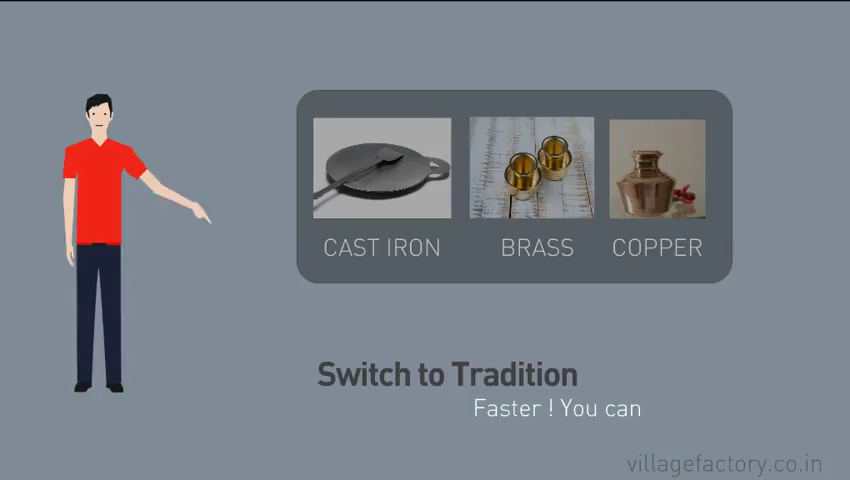 CAST IRON BRASS COPPER
Switch to Tradition
Faster ! You can
villagefactory.co.in